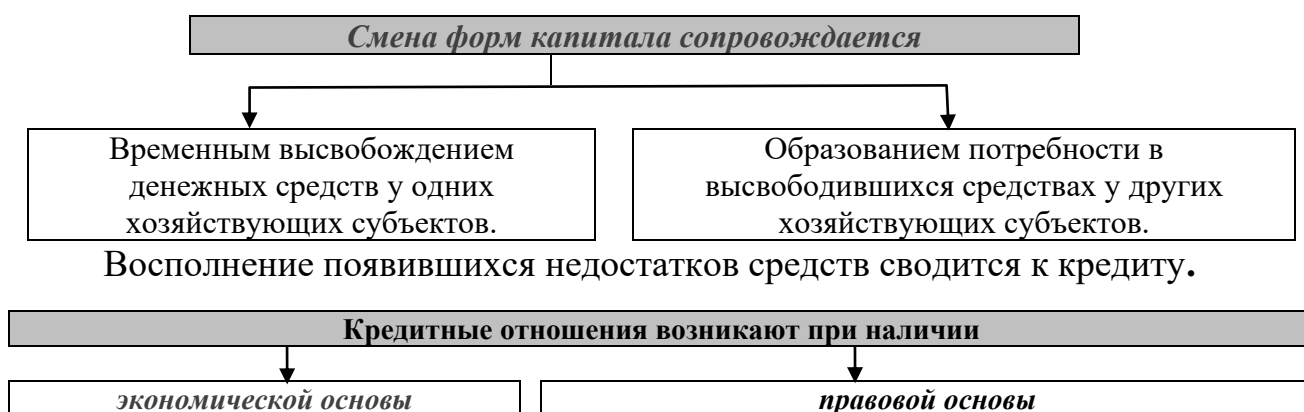 Смена форм капитала сопровождается
Временным высвобождением
денежных средств у одних
хозяйствующих субъектов.
Образованием потребности в
высвободившихся средствах у других
хозяйствующих субъектов.
Восполнение появившихся недостатков средств сводится к кредиту.
Кредитные отношения возникают при наличии
экономической основы
правовой основы